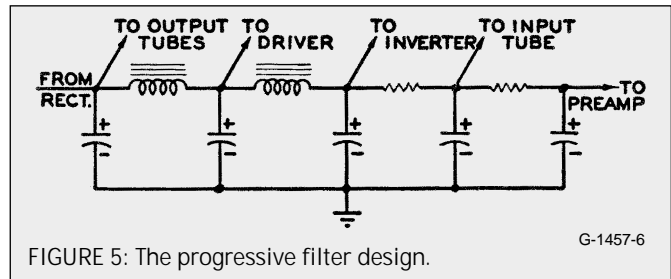 TO OUTPUT TUBES
TO DRIVER
TO INVERTER
TO INPUT TUBE
FROM RECT.
TO PREAMP
+
-
+
-
+
-
+
-
+
-
G-1457-6
FIGURE 5: The progressive filter design.